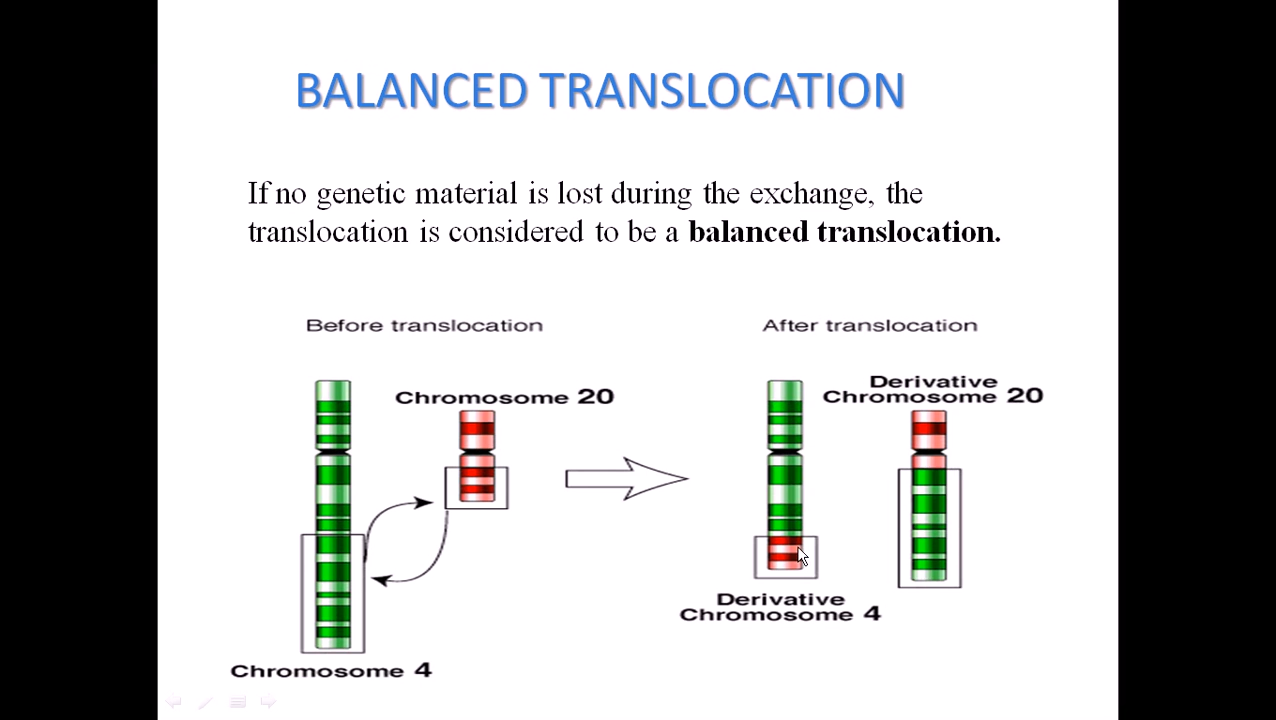 BALANCED TRANSLOCATION
If no genetic material is lost during the exchange, the
translocation is considered to be a balanced translocation.
Before translocation
After translocation
Chromosome 20
Derivative
Chromosome 20
Derivative
Chromosome 4
Chromosome 4